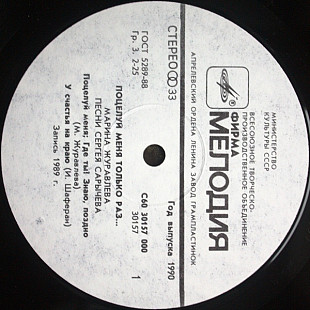 МИНИСТЕРСТВО
КУЛЬТУРЫ СССР
ВСЕСОЮЗНОЕ ТВОРЧЕСКО-
ПРОИЗВОДСТВЕННОЕ ОБЪЕДИНЕНИЕ
ФИРМА
МЕЛОДИЯ
АПРЕЛЕВСКИЙ ОРДЕНА ЛЕНИНА ЗАВОД ГРАМПЛАСТИНОК
СТЕРЕО 33
ГОСТ 5289-88
Гр. 3. 2-25
Год выпуска 1990
С60 30157 000
30157
1
ПОЦЕЛУЙ МЕНЯ ТОЛЬКО РАЗ...
МАРИНА ЖУРАВЛЕВА
ПЕСНИ СЕРГЕЯ САРЫЧЕВА
Поцелуй меня; Где ты! Знаю, поздно
(М. Журавлева)
У счастья на краю (И. Шаферан)
Запись 1989 г.